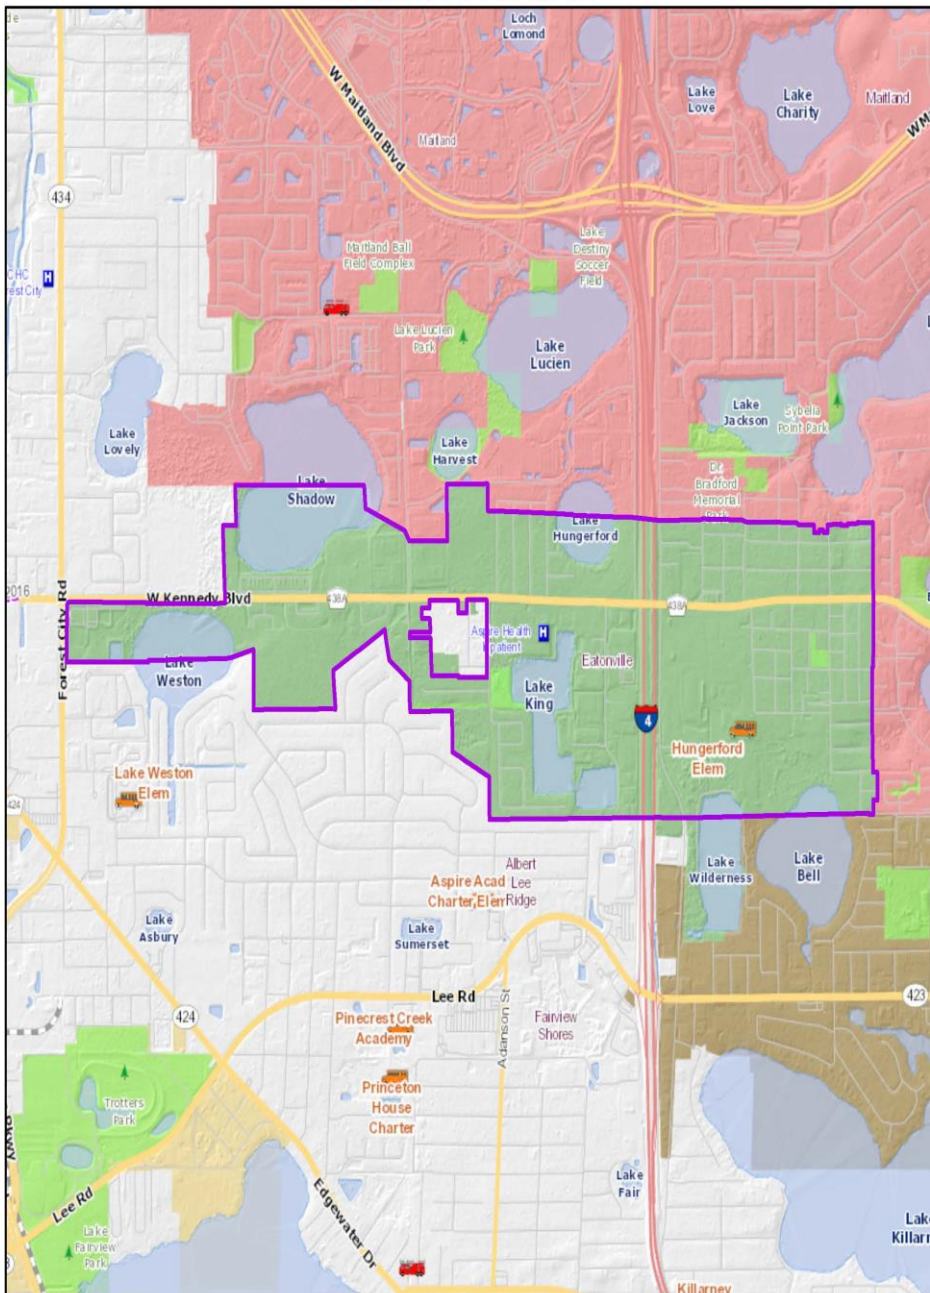 Loch
Lomond
W Maitland Blvd
Lake
Love
Lake
Charity
Maitland
Maitland
434
Lake
Destiny
Soccer
Field
Maitland Ball
Field Complex
H
Lake Lucien
Park
Lake
Lucien
Lake
Lovely
Lake
Harvest
Lake
Jackson
Sybelia
Point Park
Dr
Bradford
Memorial
Park
Lake
Shadow
Lake
Hungerford
2016
W Kennedy Blvd
438A
438A
Forest City Rd
Aspire Health
Inpatient
H
Eatonville
Lake
Weston
Lake
King
4
Hungerford
Elem
Lake Weston
Elem
424
Albert
Lee
Ridge
Aspire Acad
Charter Elem
Lake
Wilderness
Lake
Bell
Lake
Asbury
Lake
Sumerset
Lee Rd
423
424
Adanson St
Fairview
Shores
Pinecrest Creek
Academy
Princeton
House
Charter
Trotters
Park
Lee Rd
Edgewater Dr
Lake
Fair
Lake
Fairview
Park
Killarney